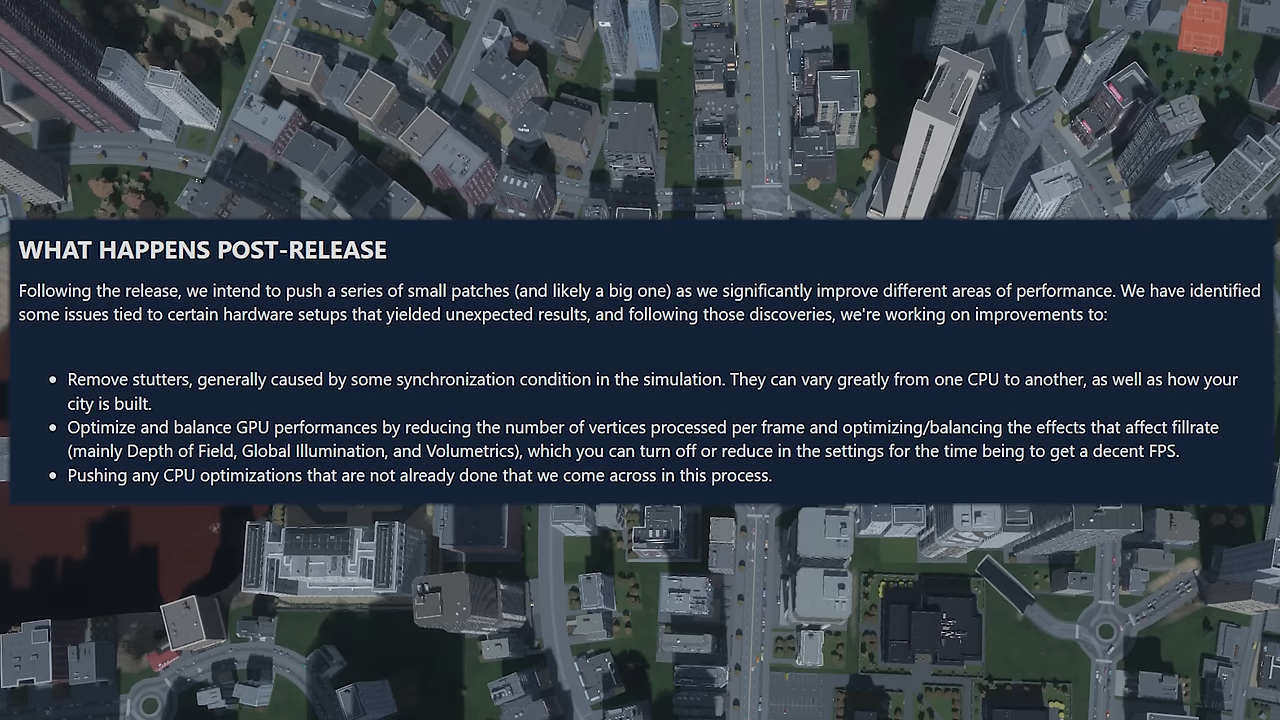 WHAT HAPPENS POST-RELEASE
Following the release, we intend to push a series of small patches (and likely a big one) as we significantly improve different areas of performance. We have identified
some issues tied to certain hardware setups that yielded unexpected results, and following those discoveries, we're working on improvements to:
• Remove stutters, generally caused by some synchronization condition in the simulation. They can vary greatly from one CPU to another, as well as how your
city is built.
• Optimize and balance GPU performances by reducing the number of vertices processed per frame and optimizing/balancing the effects that affect fillrate
(mainly Depth of Field, Global Illumination, and Volumetrics), which you can turn off or reduce in the settings for the time being to get a decent FPS.
• Pushing any CPU optimizations that are not already done that we come across in this process.